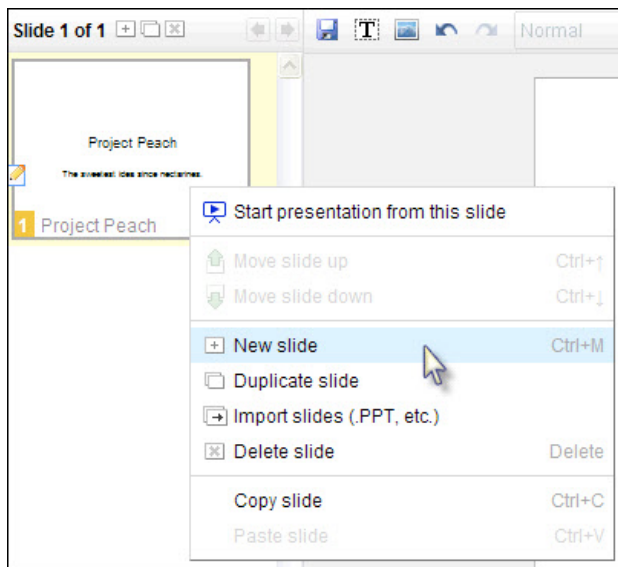 Slide 1 of 1
T
Normal
Project Peach
The sweetest idea since nectarines.
1 Project Peach
Start presentation from this slide
Move slide up Ctrl+↑
Move slide down Ctrl+↓
New slide Ctrl+M
Duplicate slide
Import slides (.PPT, etc.)
Delete slide Delete
Copy slide Ctrl+C
Paste slide Ctrl+V